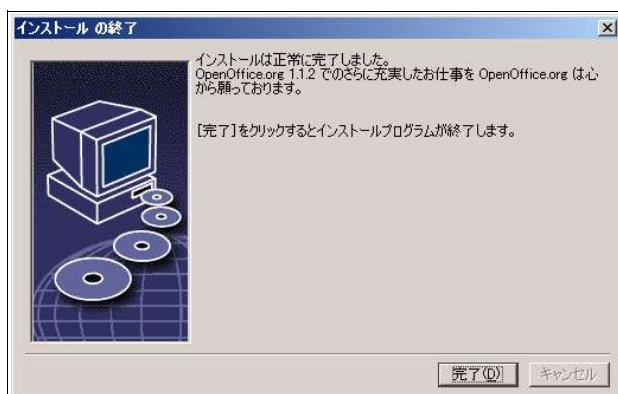 インストール の終了
インストールは正常に完了しました。
OpenOffice.org 1.1.2 でのさらに充実したお仕事を OpenOffice.org は心
から願っております。
[完了]をクリックするとインストールプログラムが終了します。
完了(D)
キャンセル